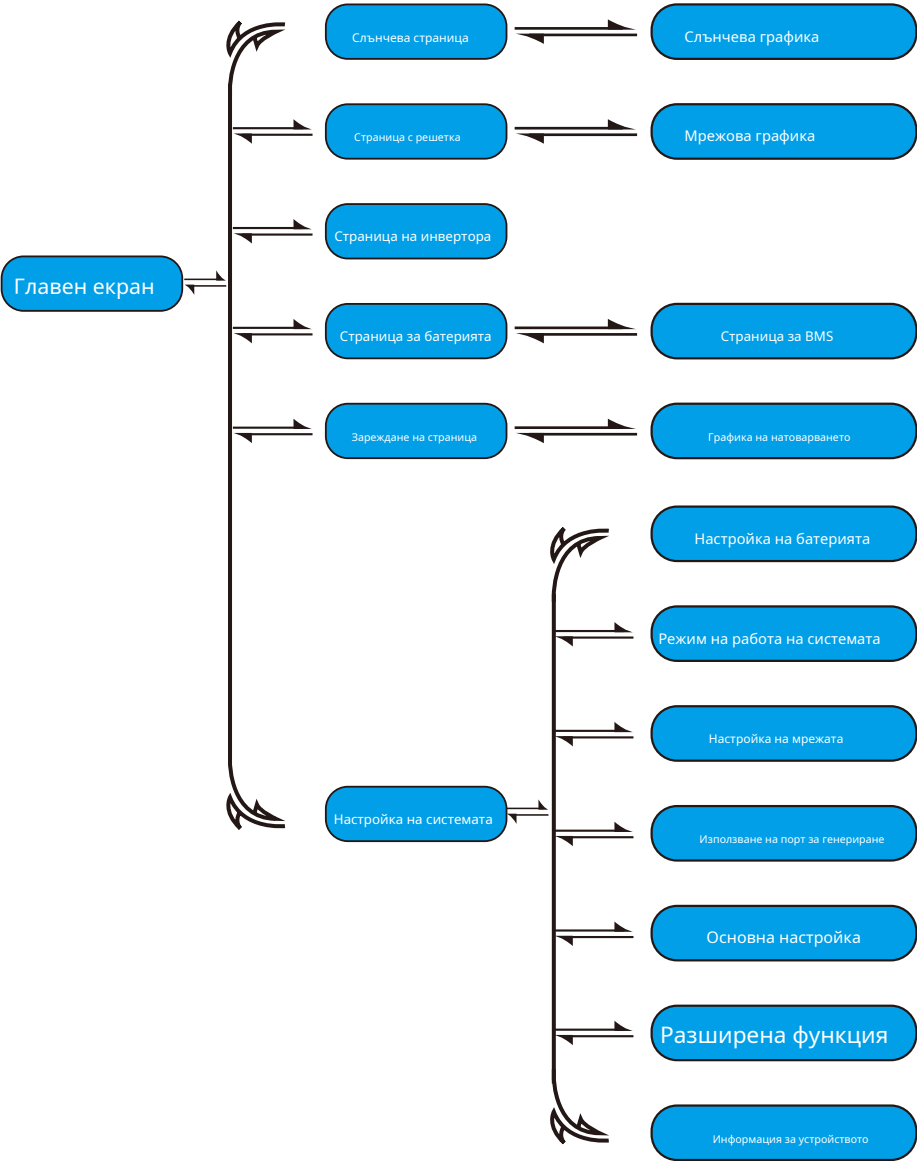 Слънчева страница
Слънчева графика
Страница с решетка
Мрежова графика
Страница на инвертора
Главен екран
Страница за батерията
Страница за BMS
Зареждане на страница
Графика на натоварването
Настройка на батерията
Режим на работа на системата
Настройка на мрежата
Настройка на системата
Използване на порт за генериране
Основна настройка
Разширена функция
Информация за устройството